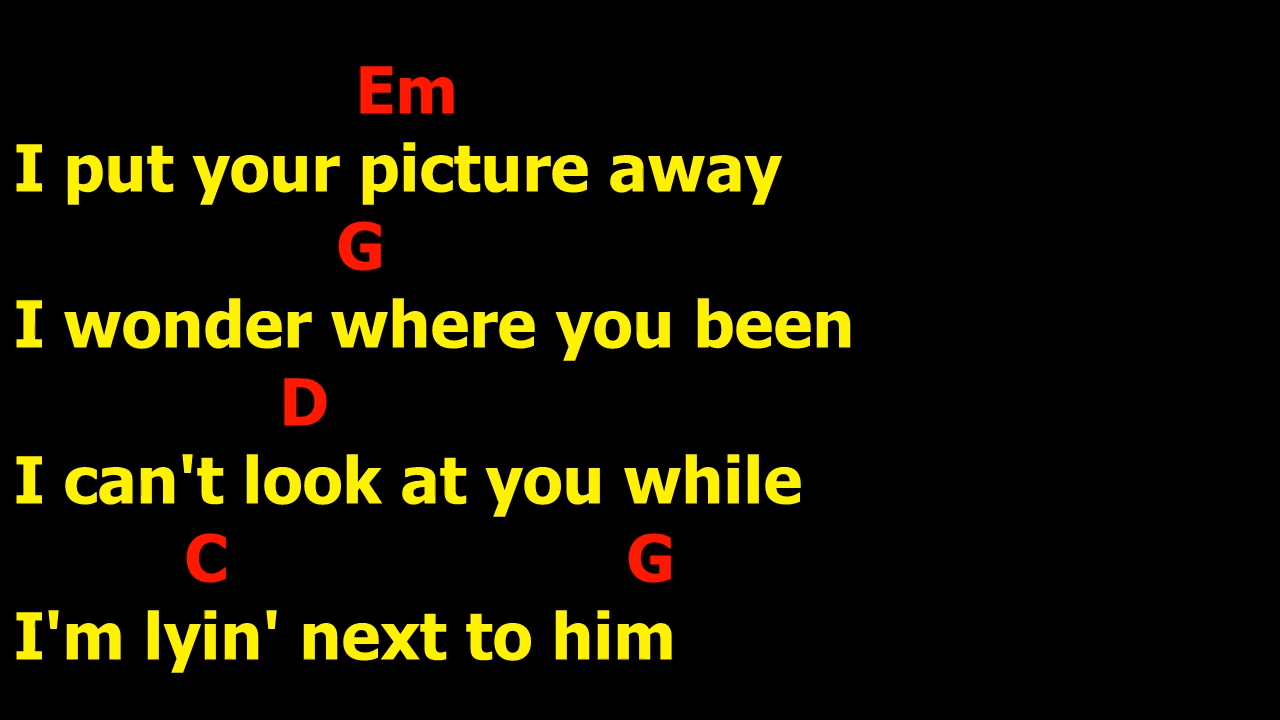 Em
I put your picture away
G
I wonder where you been
D
I can't look at you while
C G
I'm lyin' next to him